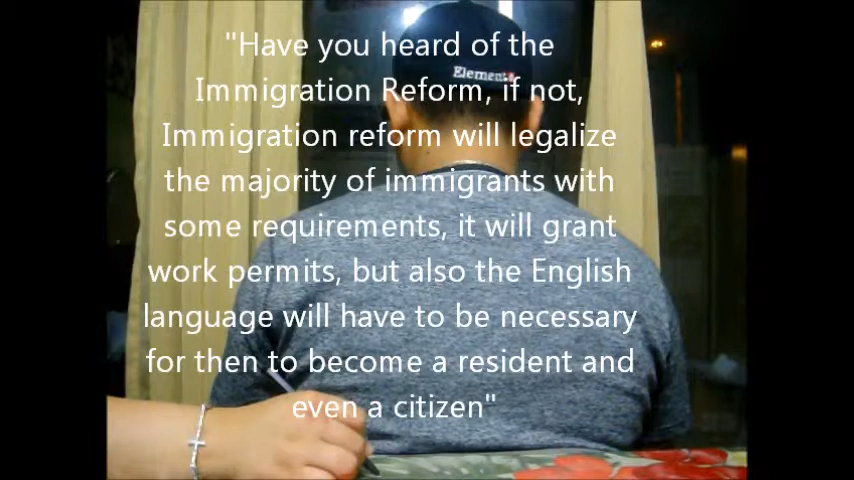 "Have you heard of the
Immigration Reform, if not,
Immigration reform will legalize
the majority of immigrants with
some requirements, it will grant
work permits, but also the English
language will have to be necessary
for then to become a resident and
even a citizen"
Element